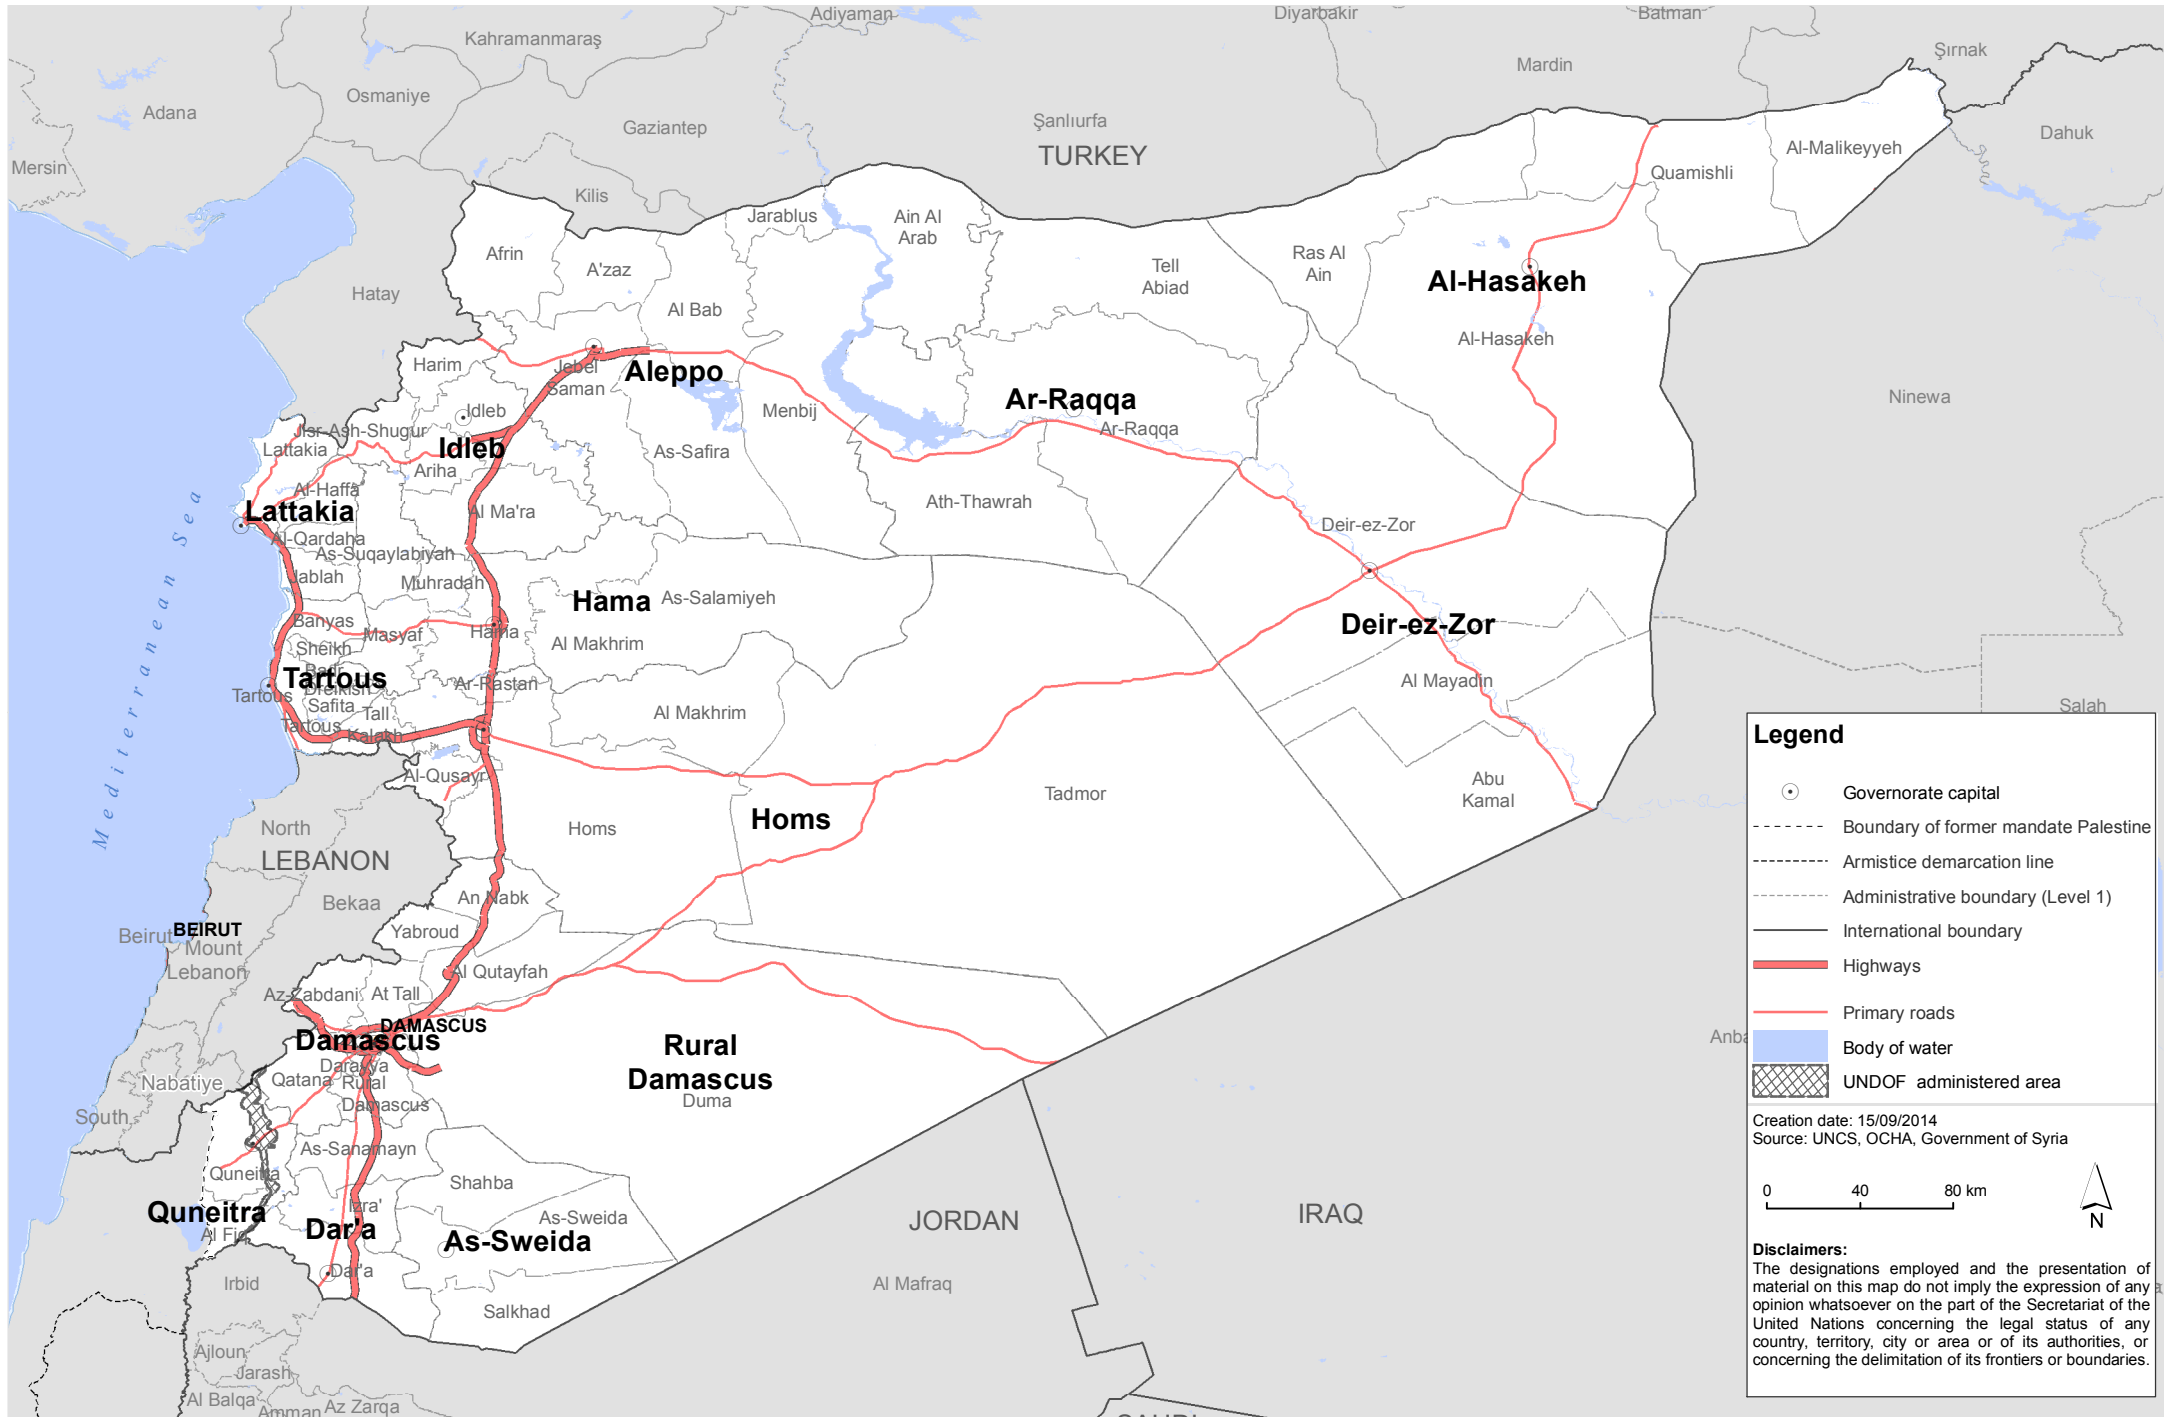 Adiyaman
Diyarbakir
Batman
Kahramanmaraş
Şırnak
Mardin
Osmaniye
Adana
Gaziantep
Şanlıurfa
TURKEY
Dahuk
Al-Malikeyyeh
Mersin
Kilis
Quamishli
Jarablus
Ain Al
Arab
Afrin
A'zaz
Ras Al
Ain
Tell
Abiad
Al-Hasakeh
Hatay
Al Bab
Al-Hasakeh
Harim
Jebel
Saman
Aleppo
Ninewa
Idleb
Menbij
Ar-Raqqa
Ar-Raqqa
Jisr-Ash-Shugur
Lattakia
Idleb
Ariha
As-Safira
Al-Haffa
Lattakia
Al Ma'ra
Ath-Thawrah
Deir-ez-Zor
Al-Qardaha
As-Suqaylabiyah
Jablah
Muhradah
Hama
As-Salamiyeh
Mediterranean Sea
Banyas
Masyaf
Hama
Al Makhrim
Deir-ez-Zor
Sheikh
Badr
Tartous
Dreikish
Tartous
Ar-Rastan
Al Mayadin
Safita
Tall
Kalakh
Tartous
Al Makhrim
Salah
Al-Qusayr
Tadmor
Abu
Kamal
North
LEBANON
Homs
Homs
Bekaa
An Nabk
Beirut
BEIRUT
Mount
Lebanon
Yabroud
Al Qutayfah
Az-Zabdani
At Tall
DAMASCUS
Damascus
Rural
Damascus
Duma
Anba
Nabatiye
Darayya
Qatana
Rural
Damascus
South
As-Sanamayn
Quneitra
Quneitra
Shahba
Izra'
Al Fiq
Dar'a
As-Sweida
As-Sweida
JORDAN
IRAQ
Irbid
Dar'a
Al Mafraq
Salkhad
Ajloun
Jarash
Al Balqa
Amman
Az Zarqa
SAUDI
Legend
Governorate capital
Boundary of former mandate Palestine
Armistice demarcation line
Administrative boundary (Level 1)
International boundary
Highways
Primary roads
Body of water
UNDOF administered area
Creation date: 15/09/2014
Source: UNCS, OCHA, Government of Syria
0 40 80 km
N
Disclaimers:
The designations employed and the presentation of
material on this map do not imply the expression of any
opinion whatsoever on the part of the Secretariat of the
United Nations concerning the legal status of any
country, territory, city or area or of its authorities, or
concerning the delimitation of its frontiers or boundaries.